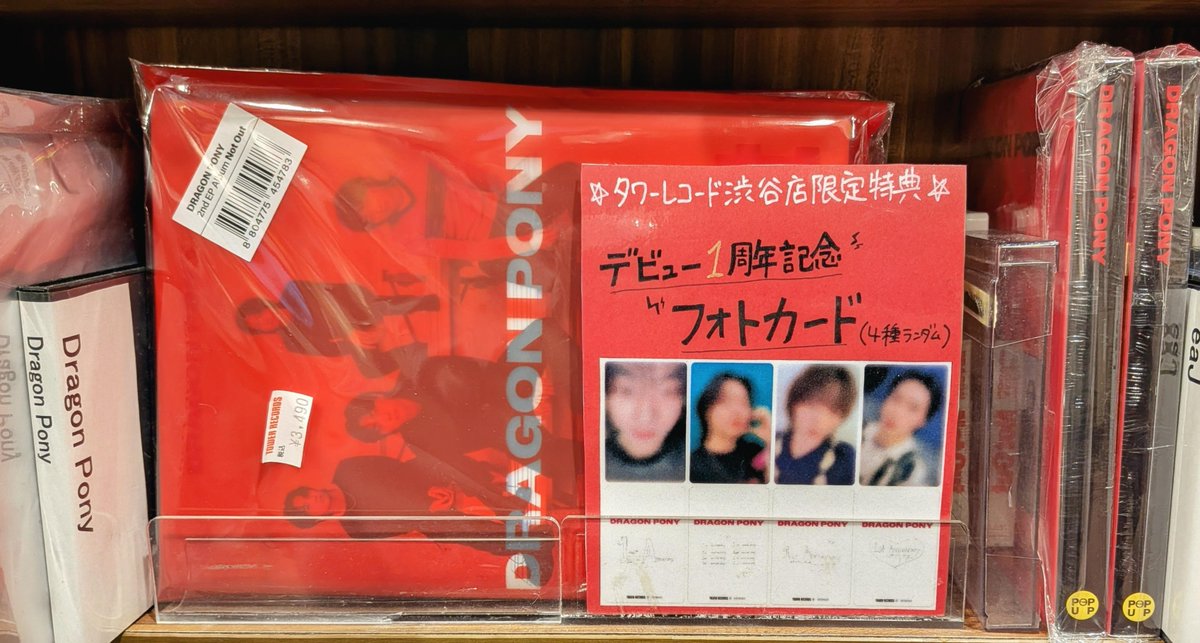 DRAGON PONY
2nd EP Album Not Out
8 804775 454783
DRAGON PONY
TOWER RECORDS
税込 ¥3,490
☆タワーレコード渋谷店限定特典☆
デビュー1周年記念
フォトカード(4種ランダム)
DRAGON PONY
DRAGON PONY
DRAGON PONY
DRAGON PONY
Dragon Pony
Dragon Pony
DRAGON PONY
DRAGON PONY
POP UP
POP UP